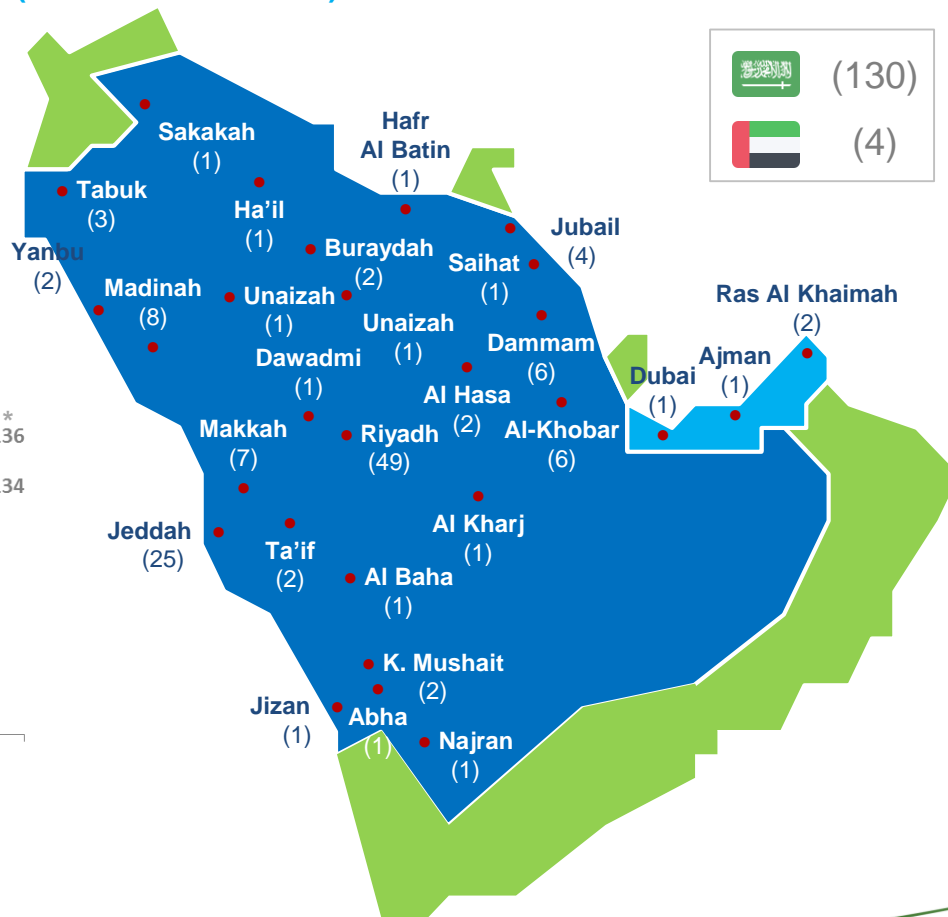 (130)
(4)
Hafr
Al Batin
(1)
Sakakah
(1)
Tabuk
(3)
Ha'il
(1)
Jubail
(4)
Yanbu
(2)
Buraydah
(2)
Saihat
(1)
Madinah
(8)
Unaizah
(1)
Unaizah
(1)
Ras Al Khaimah
(2)
Dammam
(6)
Dawadmi
(1)
Ajman
(1)
Dubai
(1)
Al Hasa
(2)
*
136
Makkah
(7)
Riyadh
(49)
Al-Khobar
(6)
134
Jeddah
(25)
Ta'if
(2)
Al Kharj
(1)
Al Baha
(1)
K. Mushait
(2)
Jizan
(1)
Abha
(1)
Najran
(1)